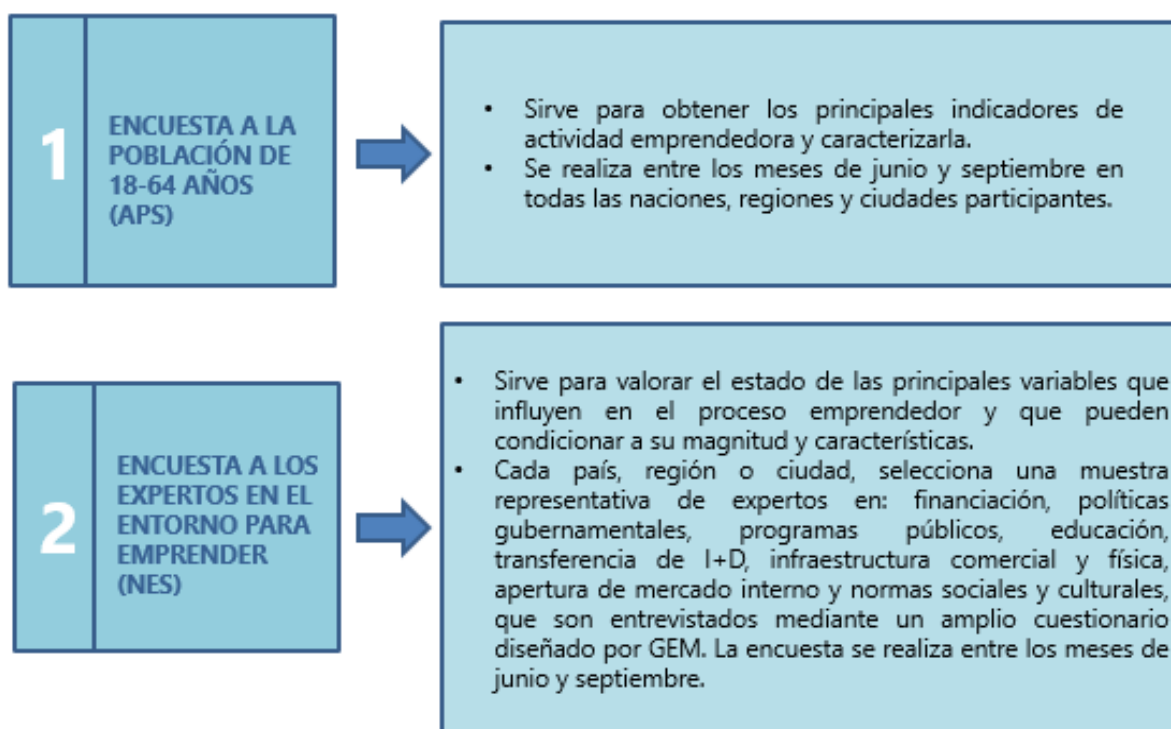 1
ENCUESTA A LA
POBLACIÓN DE
18-64 AÑOS
(APS)
• Sirve para obtener los principales indicadores de
actividad emprendedora y caracterizarla.
• Se realiza entre los meses de junio y septiembre en
todas las naciones, regiones y ciudades participantes.
2
ENCUESTA A LOS
EXPERTOS EN EL
ENTORNO PARA
EMPRENDER
(NES)
• Sirve para valorar el estado de las principales variables que
influyen en el proceso emprendedor y que pueden
condicionar a su magnitud y características.
• Cada país, región o ciudad, selecciona una muestra
representativa de expertos en: financiación, políticas
gubernamentales, programas públicos, educación,
transferencia de I+D, infraestructura comercial y física,
apertura de mercado interno y normas sociales y culturales,
que son entrevistados mediante un amplio cuestionario
diseñado por GEM. La encuesta se realiza entre los meses de
junio y septiembre.